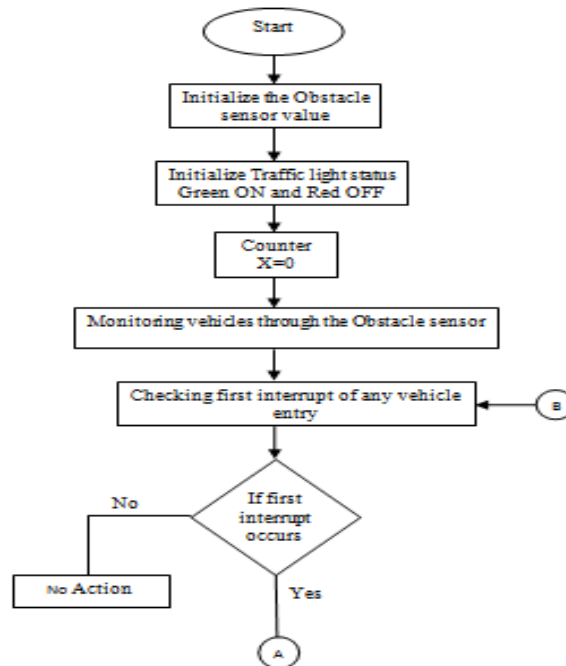 Start
Initialize the Obstacle
sensor value
Initialize Traffic light status
Green ON and Red OFF
Counter
X=0
Monitoring vehicles through the Obstacle sensor
Checking first interrupt of any vehicle
entry
B
If first
interrupt
occurs
No
No Action
Yes
A